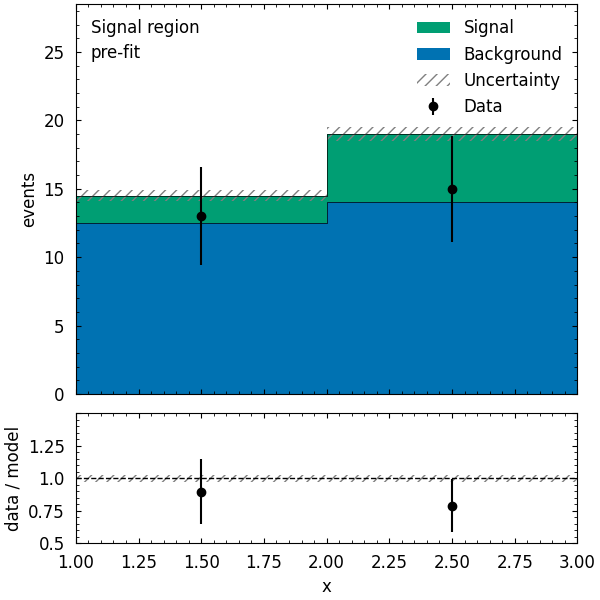 Signal region
pre-fit
Signal
Background
Uncertainty
Data
events
25
20
15
10
5
0
data / model
1.25
1.0
0.75
0.5
1.00 1.25 1.50 1.75 2.00 2.25 2.50 2.75 3.00
x